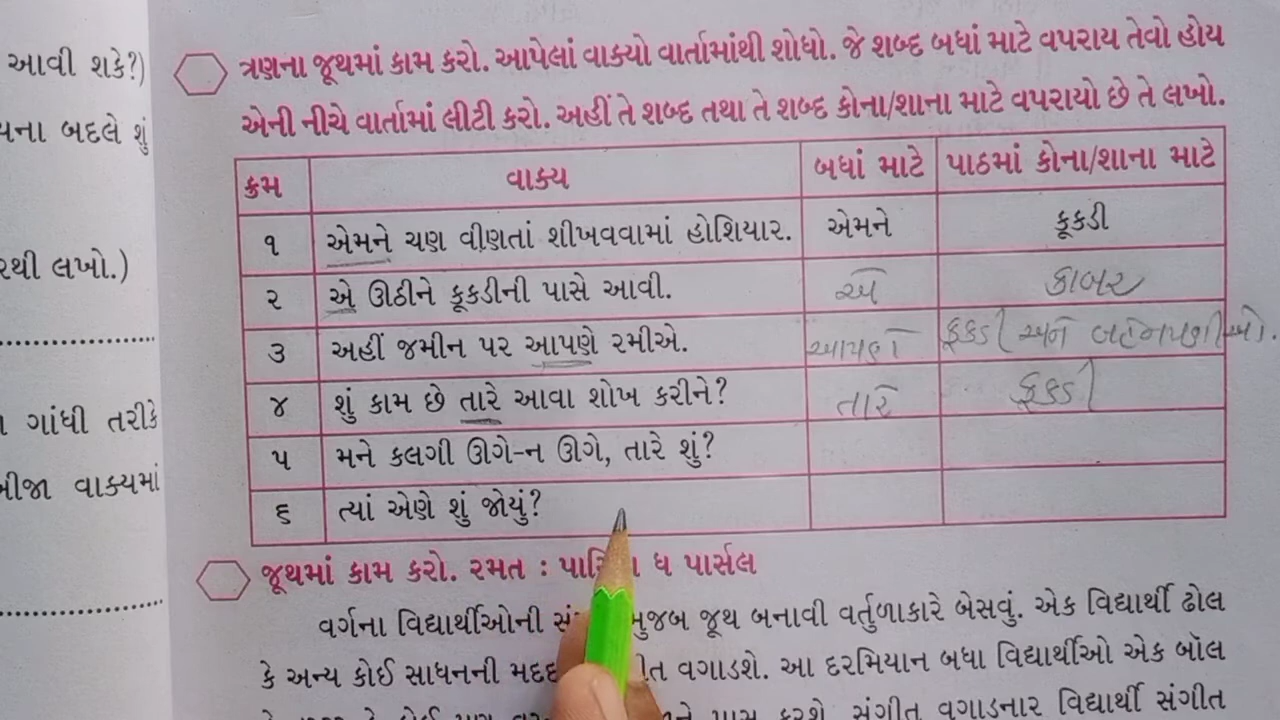 આવી શકે?)
ના બદલે શું
રથી લખો.)
ગાંધી તરીકે
બીજા વાક્યમાં
ત્રણના જૂથમાં કામ કરો. આપેલાં વાક્યો વાર્તામાંથી શોધો. જે શબ્દ બધાં માટે વપરાય તેવો હોય
એની નીચે વાર્તામાં લીટી કરો. અહીં તે શબ્દ તથા તે શબ્દ કોના/શાના માટે વપરાયો છે તે લખો.
ક્રમ વાક્ય બધાં માટે પાઠમાં કોના/શાના માટે
૧ એમને ચણ વીણતાં શીખવવામાં હોશિયાર. એમને કૂકડી
૨ એ ઊઠીને કૂકડીની પાસે આવી. એ કાબર
૩ અહીં જમીન પર આપણે રમીએ. આપણે કૂકડી અને બહેનપણીઓ.
૪ શું કામ છે તારે આવા શોખ કરીને? તારે કૂકડી
૫ મને કલગી ઊગે-ન ઊગે, તારે શું?
૬ ત્યાં એણે શું જોયું?
જૂથમાં કામ કરો. રમત : ધ પાર્સલ
વર્ગના વિદ્યાર્થીઓની મુજબ જૂથ બનાવી વર્તુળાકારે બેસવું. એક વિદ્યાર્થી ઢોલ
કે અન્ય કોઈ સાધનની મદદ વગાડશે. આ દરમિયાન બધા વિદ્યાર્થીઓ એક બૉલ
પાસ કરશે. સંગીત વગાડનાર વિદ્યાર્થી સંગીત